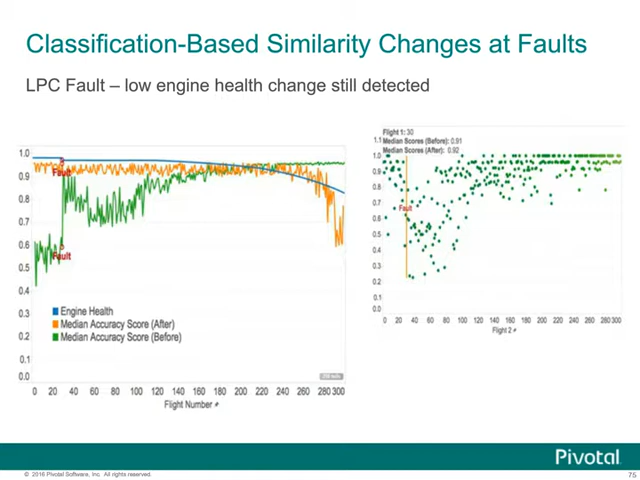 Classification-Based Similarity Changes at Faults
LPC Fault – low engine health change still detected
1.0
0.9
0.8
0.7
0.6
0.5
0.4
0.3
0.2
0.1
0.0
Fault
Fault
Engine Health
Median Accuracy Score (After)
Median Accuracy Score (Before)
0 20 40 60 80 100 120 140 160 180 200 220 240 260 280 300
Flight Number
Flight 1: 30
Median Scores (Before): 0.91
Median Scores (After): 0.92
1.1
1.0
0.9
0.8
0.7
0.6
0.5
0.4
0.3
0.2
0.1
0.0
Fault
0 20 40 60 80 100 120 140 160 180 200 220 240 260 280 300
Flight 2
Pivotal
© 2016 Pivotal Software, Inc. All rights reserved.
75